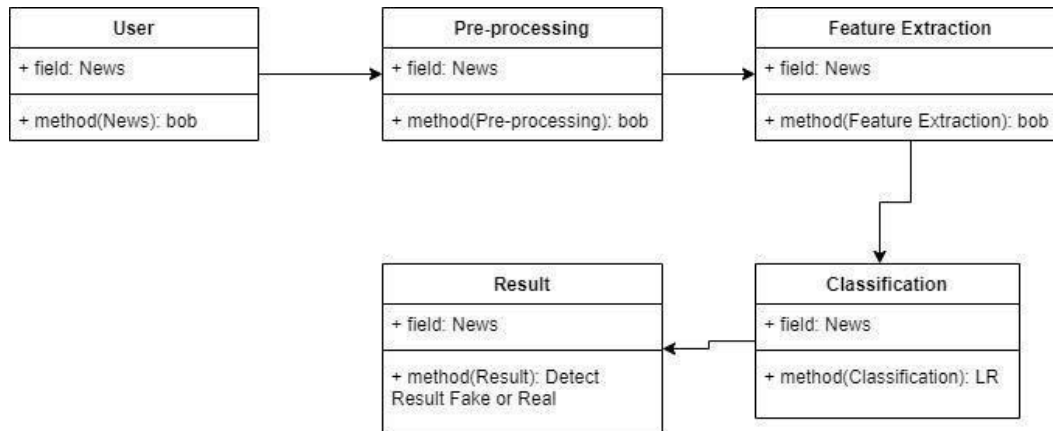 User
+ field: News
+ method(News): bob
Pre-processing
+ field: News
+ method(Pre-processing): bob
Feature Extraction
+ field: News
+ method(Feature Extraction): bob
Classification
+ field: News
+ method(Classification): LR
Result
+ field: News
+ method(Result): Detect
Result Fake or Real